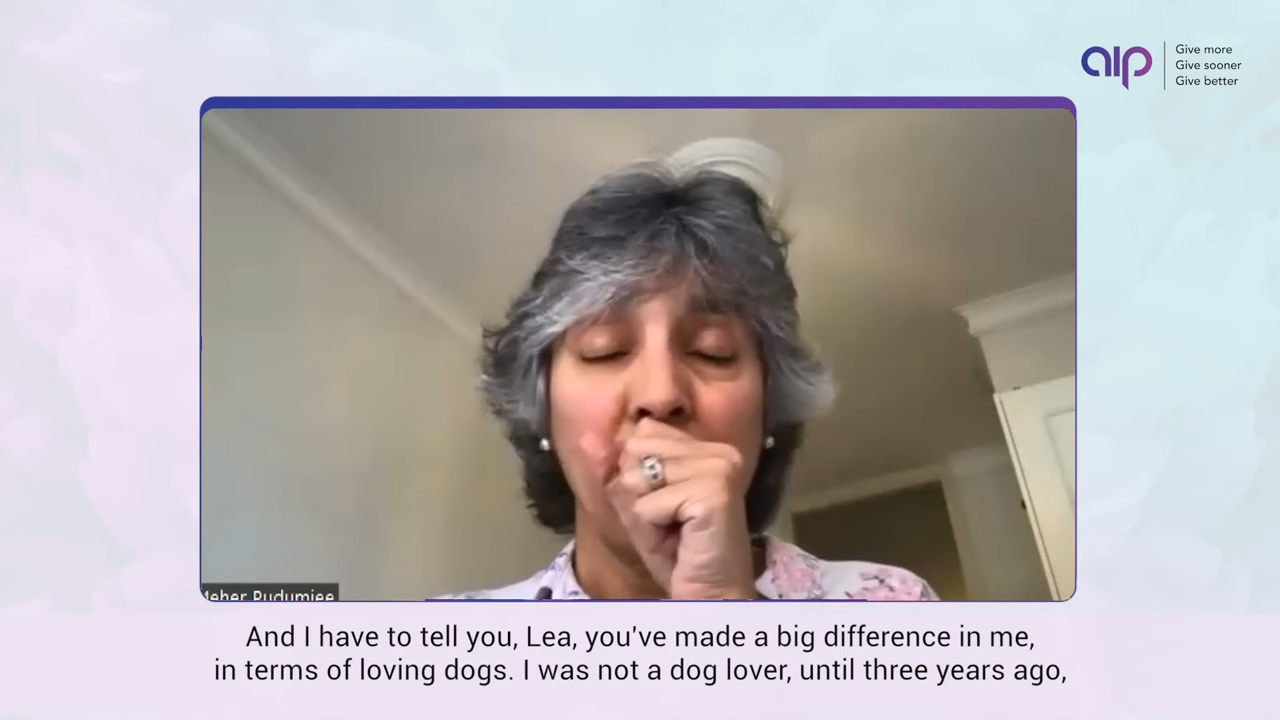 aip
Give more
Give sooner
Give better
And I have to tell you, Lea, you've made a big difference in me,
in terms of loving dogs. I was not a dog lover, until three years ago,